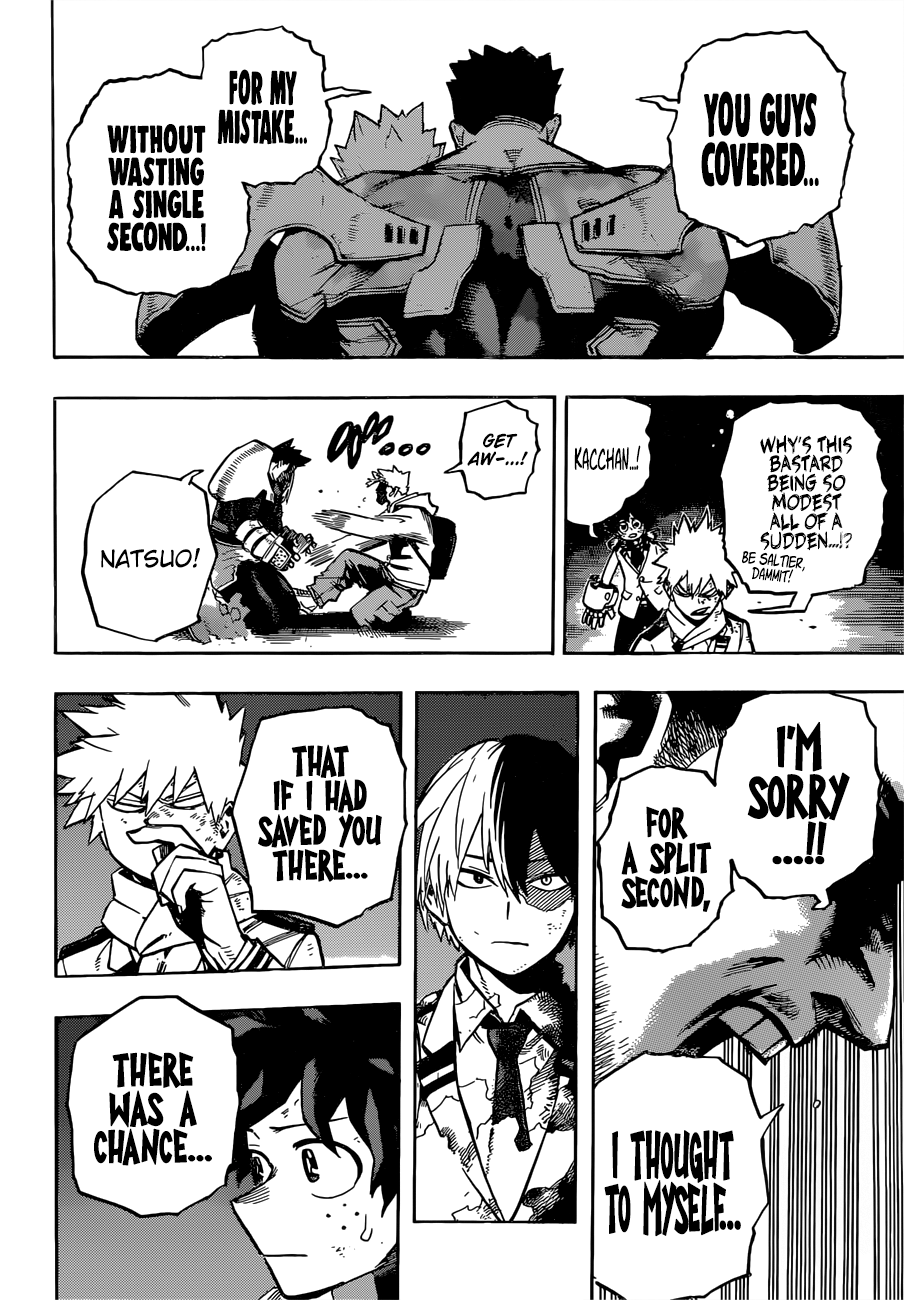 YOU GUYS
COVERED...
FOR MY
MISTAKE...
WITHOUT
WASTING
A SINGLE
SECOND...!
WHY'S THIS
BASTARD
BEING SO
MODEST
ALL OF A
SUDDEN...!?
BE SALTIER,
DAMMIT!
KACCHAN...!
GET
AW-...!
NATSUO!
I'M
SORRY
...!!
FOR
A SPLIT
SECOND,
I THOUGHT
TO MYSELF...
THAT
IF I HAD
SAVED YOU
THERE...
THERE
WAS A
CHANCE...